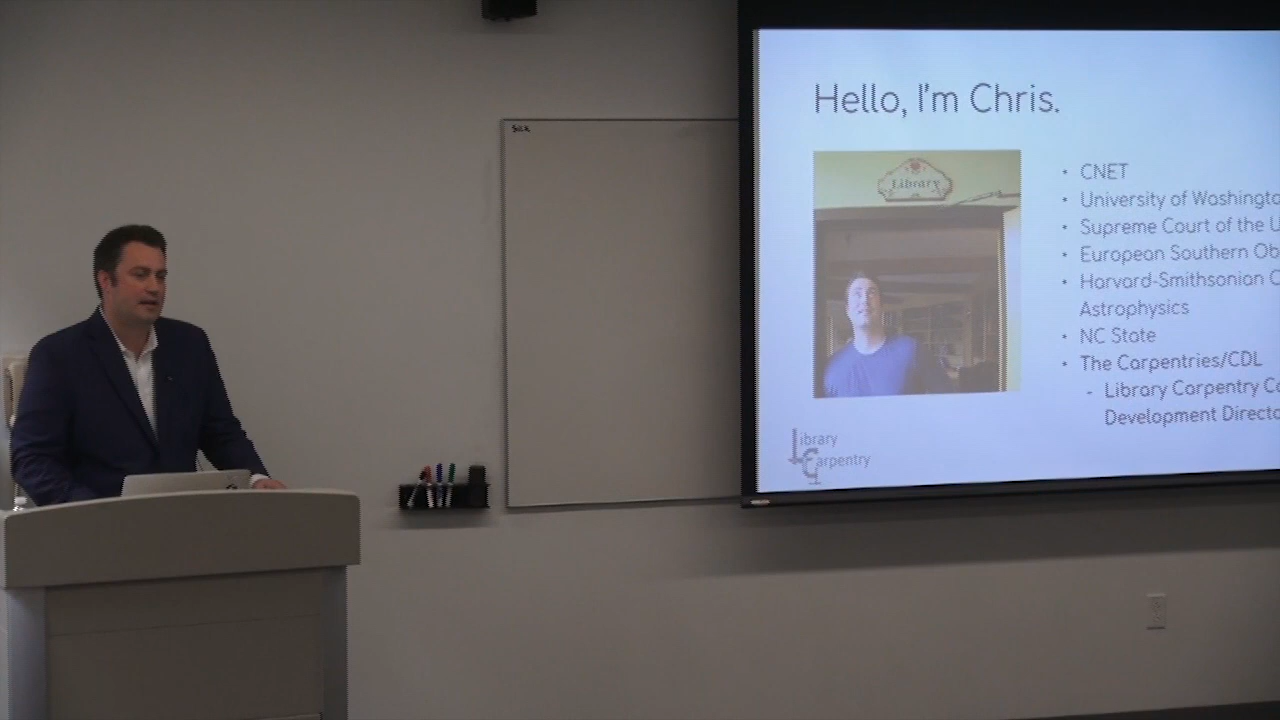 Hello, I'm Chris.
Library
• CNET
• University of Washingto
• Supreme Court of the U
• European Southern Ob
• Harvard-Smithsonian C
Astrophysics
• NC State
• The Carpentries/CDL
- Library Carpentry Co
Development Directo
Library
Carpentry